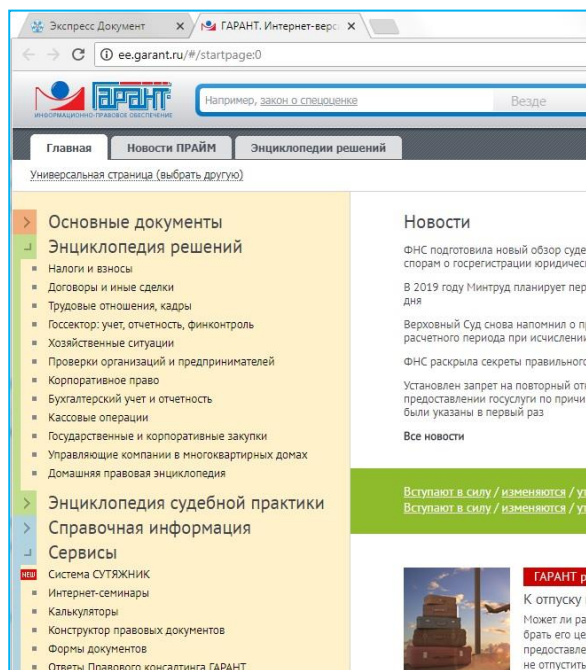 Экспресс Документ
ГАРАНТ. Интернет-верс
ee.garant.ru/#/startpage:0
ГАРАНТ
ИНФОРМАЦИОННО-ПРАВОВОЕ ОБЕСПЕЧЕНИЕ
Например, закон о спецоценке
Везде
Главная
Новости ПРАЙМ
Энциклопедии решений
Универсальная страница (выбрать другую)
Основные документы
Энциклопедия решений
Налоги и взносы
Договоры и иные сделки
Трудовые отношения, кадры
Госсектор: учет, отчетность, финконтроль
Хозяйственные ситуации
Проверки организаций и предпринимателей
Корпоративное право
Бухгалтерский учет и отчетность
Кассовые операции
Государственные и корпоративные закупки
Управляющие компании в многоквартирных домах
Домашняя правовая энциклопедия
Энциклопедия судебной практики
Справочная информация
Сервисы
NEW Система СУТЯЖНИК
Интернет-семинары
Калькуляторы
Конструктор правовых документов
Формы документов
Ответы Правового консалтинга ГАРАНТ
Новости
ФНС подготовила новый обзор суде
спорам о госрегистрации юридичес
В 2019 году Минтруд планирует пер
дня
Верховный Суд снова напомнил о п
расчетного периода при исчислении
ФНС раскрыла секреты правильного
Установлен запрет на повторный от
предоставлении госуслуги по причи
были указаны в первый раз
Все новости
Вступают в силу / изменяются / у
Вступают в силу / изменяются / у
ГАРАНТ р
К отпуску
Может ли ра
брать его це
предоставле
не отпустить